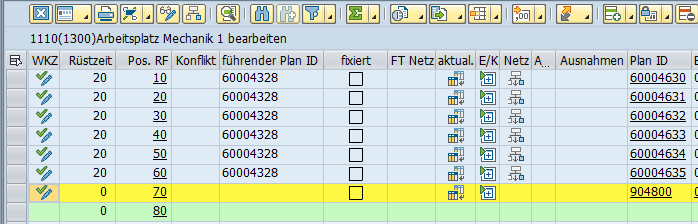 1110(1300)Arbeitsplatz Mechanik 1 bearbeiten
WKZ Rüstzeit Pos. RF Konflikt führender Plan ID fixiert FT Netz aktual. E/K Netz A... Ausnahmen Plan ID
20 10 60004328 60004630
20 20 60004328 60004631
20 30 60004328 60004632
20 40 60004328 60004633
20 50 60004328 60004634
20 60 60004328 60004635
0 70 904800
0 80